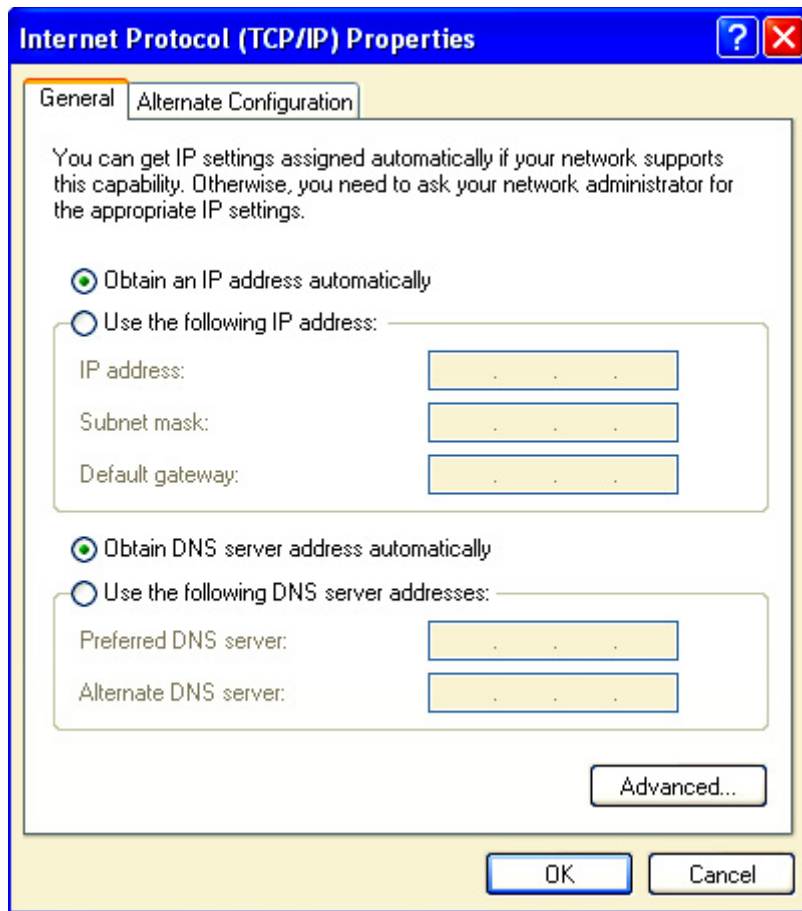 Internet Protocol (TCP/IP) Properties
General
Alternate Configuration
You can get IP settings assigned automatically if your network supports
this capability. Otherwise, you need to ask your network administrator for
the appropriate IP settings.
Obtain an IP address automatically
Use the following IP address:
IP address:
Subnet mask:
Default gateway:
Obtain DNS server address automatically
Use the following DNS server addresses:
Preferred DNS server:
Alternate DNS server:
Advanced...
OK
Cancel